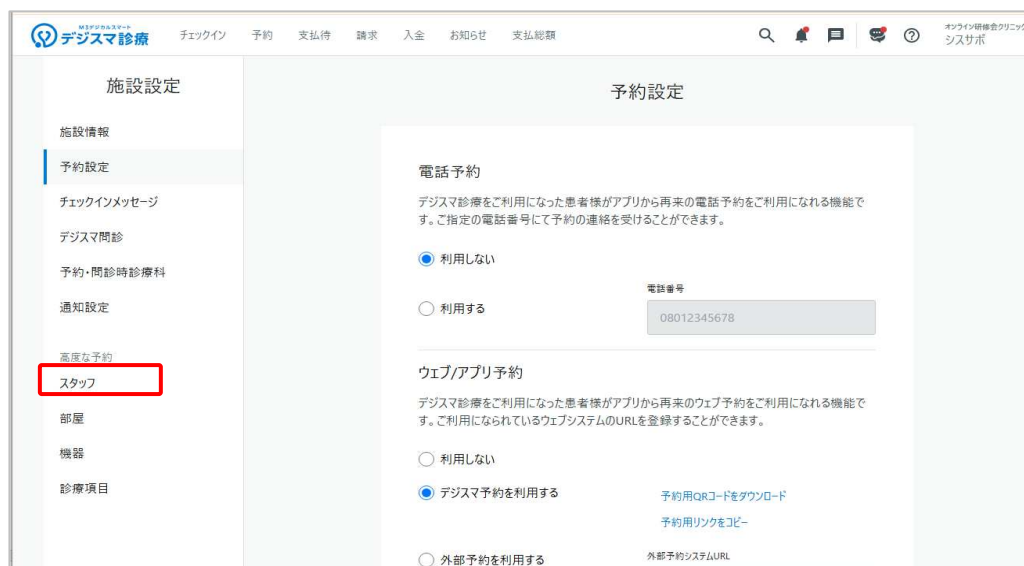 M3デジカルスマート
デジスマ診療
チェックイン 予約 支払待 請求 入金 お知らせ 支払総額
オンライン研修会クリニック
シスサポ
施設設定
施設情報
予約設定
チェックインメッセージ
デジスマ問診
予約・問診時診療科
通知設定
高度な予約
スタッフ
部屋
機器
診療項目
予約設定
電話予約
デジスマ診療をご利用になった患者様がアプリから再来の電話予約をご利用になれる機能で
す。ご指定の電話番号にて予約の連絡を受けることができます。
利用しない
利用する
電話番号
08012345678
ウェブ/アプリ予約
デジスマ診療をご利用になった患者様がアプリから再来のウェブ予約をご利用になれる機能で
す。ご利用になられているウェブシステムのURLを登録することができます。
利用しない
デジスマ予約を利用する
予約用QRコードをダウンロード
予約用リンクをコピー
外部予約を利用する
外部予約システムURL